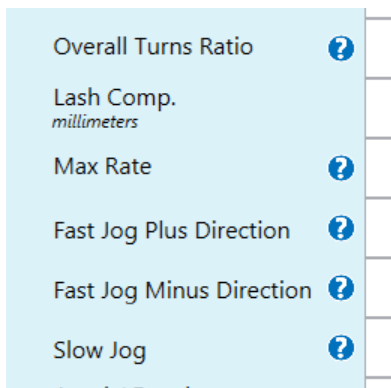 Overall Turns Ratio ?
Lash Comp.
millimeters
Max Rate ?
Fast Jog Plus Direction ?
Fast Jog Minus Direction ?
Slow Jog ?